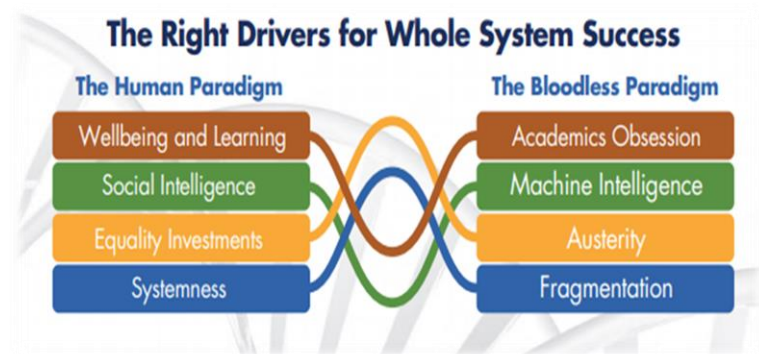 The Right Drivers for Whole System Success
The Human Paradigm
The Bloodless Paradigm
Wellbeing and Learning
Academics Obsession
Social Intelligence
Machine Intelligence
Equality Investments
Austerity
Systemness
Fragmentation